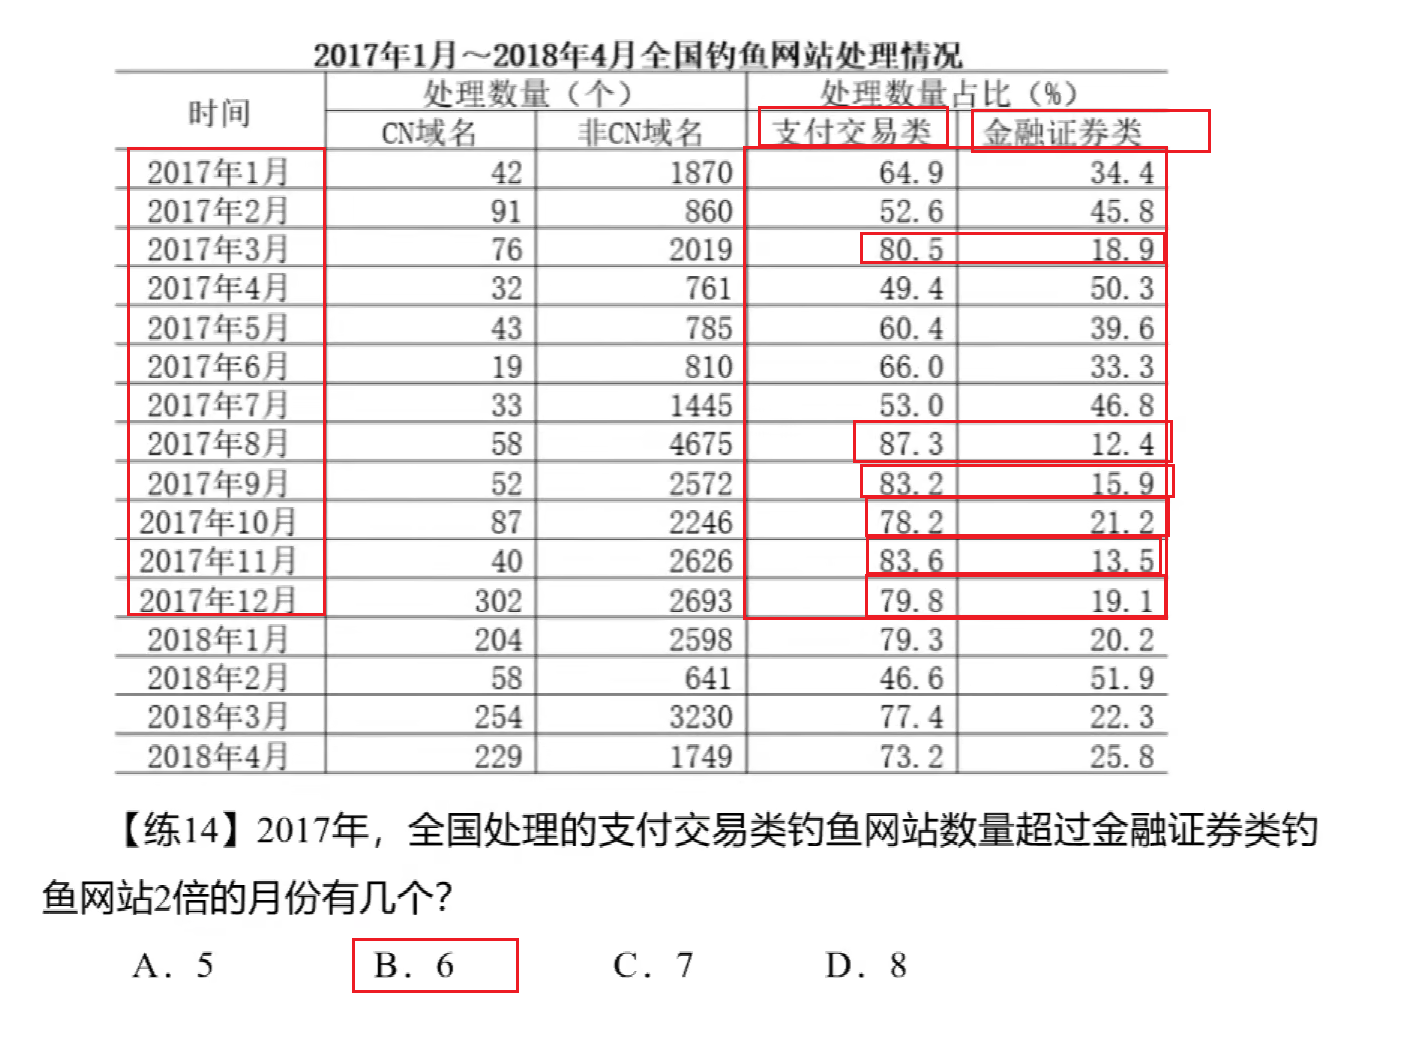 2017年1月～2018年4月全国钓鱼网站处理情况
时间 处理数量（个） 处理数量占比（%）
CN域名 非CN域名 支付交易类 金融证券类
2017年1月 42 1870 64.9 34.4
2017年2月 91 860 52.6 45.8
2017年3月 76 2019 80.5 18.9
2017年4月 32 761 49.4 50.3
2017年5月 43 785 60.4 39.6
2017年6月 19 810 66.0 33.3
2017年7月 33 1445 53.0 46.8
2017年8月 58 4675 87.3 12.4
2017年9月 52 2572 83.2 15.9
2017年10月 87 2246 78.2 21.2
2017年11月 40 2626 83.6 13.5
2017年12月 302 2693 79.8 19.1
2018年1月 204 2598 79.3 20.2
2018年2月 58 641 46.6 51.9
2018年3月 254 3230 77.4 22.3
2018年4月 229 1749 73.2 25.8
【练14】2017年，全国处理的支付交易类钓鱼网站数量超过金融证券类钓
鱼网站2倍的月份有几个？
A．5 B．6 C．7 D．8